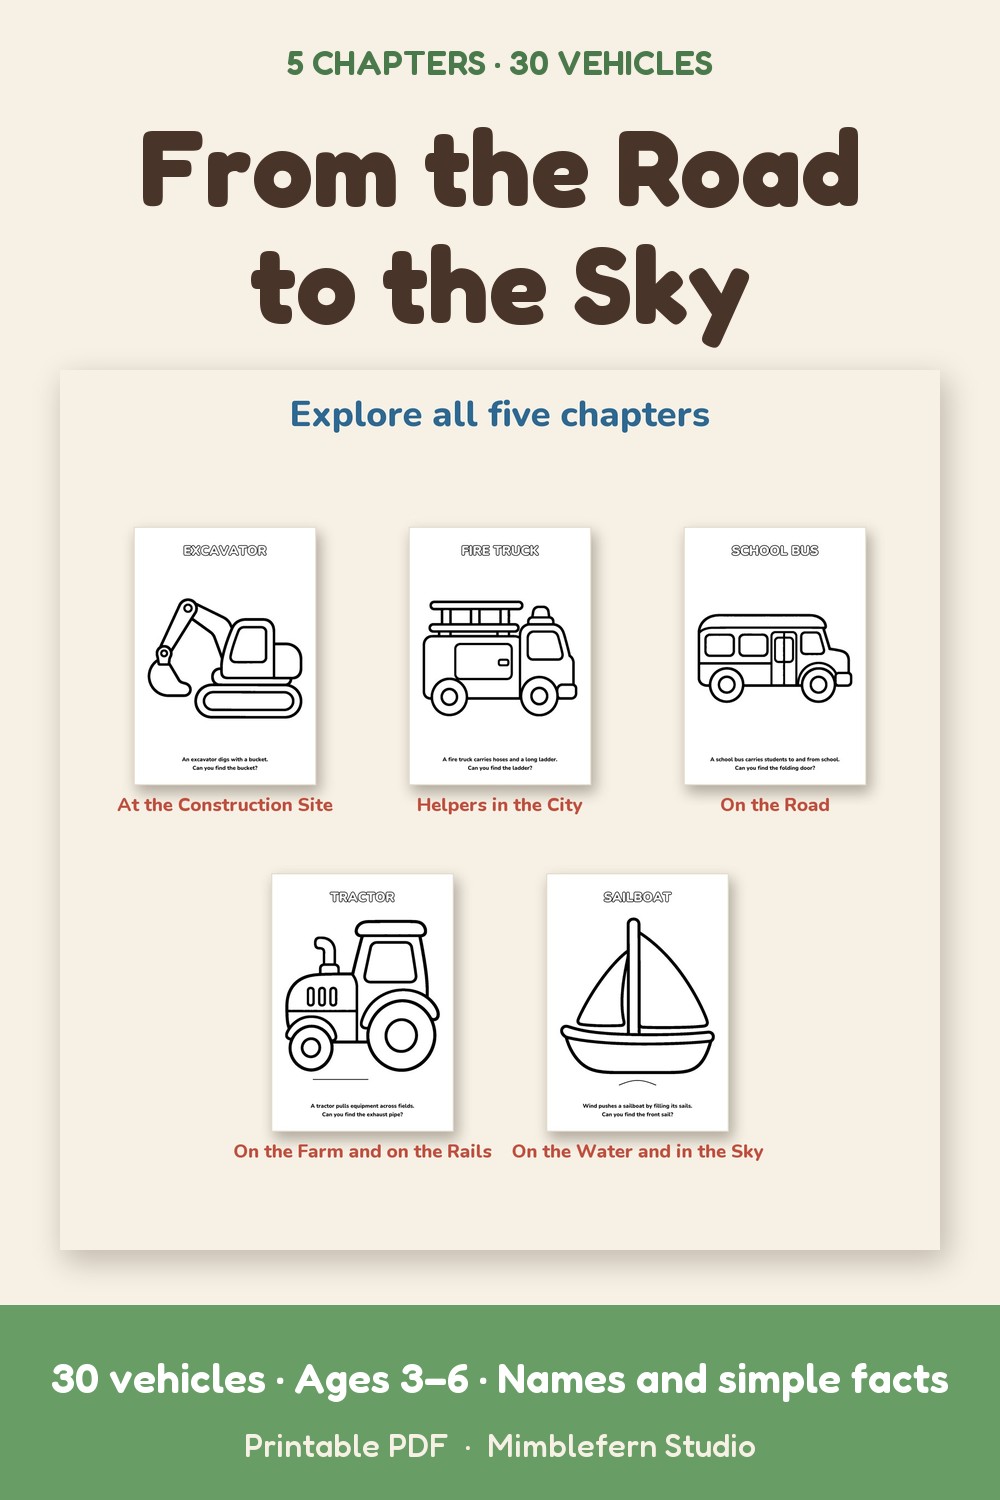 5 CHAPTERS · 30 VEHICLES
From the Road
to the Sky
Explore all five chapters
EXCAVATOR
An excavator digs with a bucket.
Can you find the bucket?
At the Construction Site
FIRE TRUCK
A fire truck carries hoses and a long ladder.
Can you find the ladder?
Helpers in the City
SCHOOL BUS
A school bus carries students to and from school.
Can you find the folding door?
On the Road
TRACTOR
A tractor pulls equipment across fields.
Can you find the exhaust pipe?
On the Farm and on the Rails
SAILBOAT
Wind pushes a sailboat by filling its sails.
Can you find the front sail?
On the Water and in the Sky
30 vehicles · Ages 3–6 · Names and simple facts
Printable PDF · Mimblefern Studio